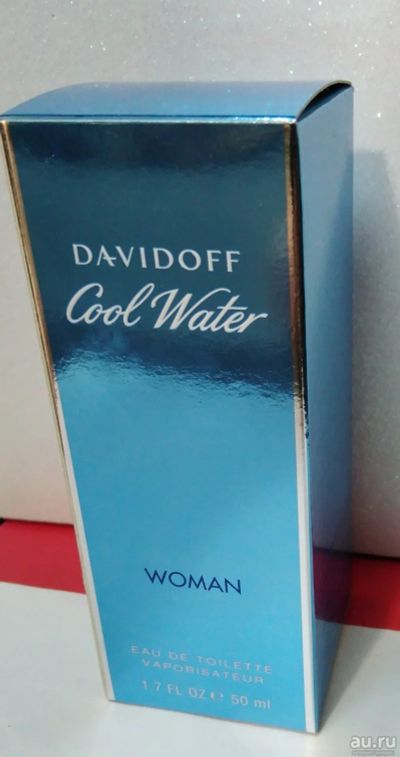 DAVIDOFF
Cool Water
WOMAN
EAU DE TOILETTE
VAPORISATEUR
1.7 FL OZ ℮ 50 ml
au.ru